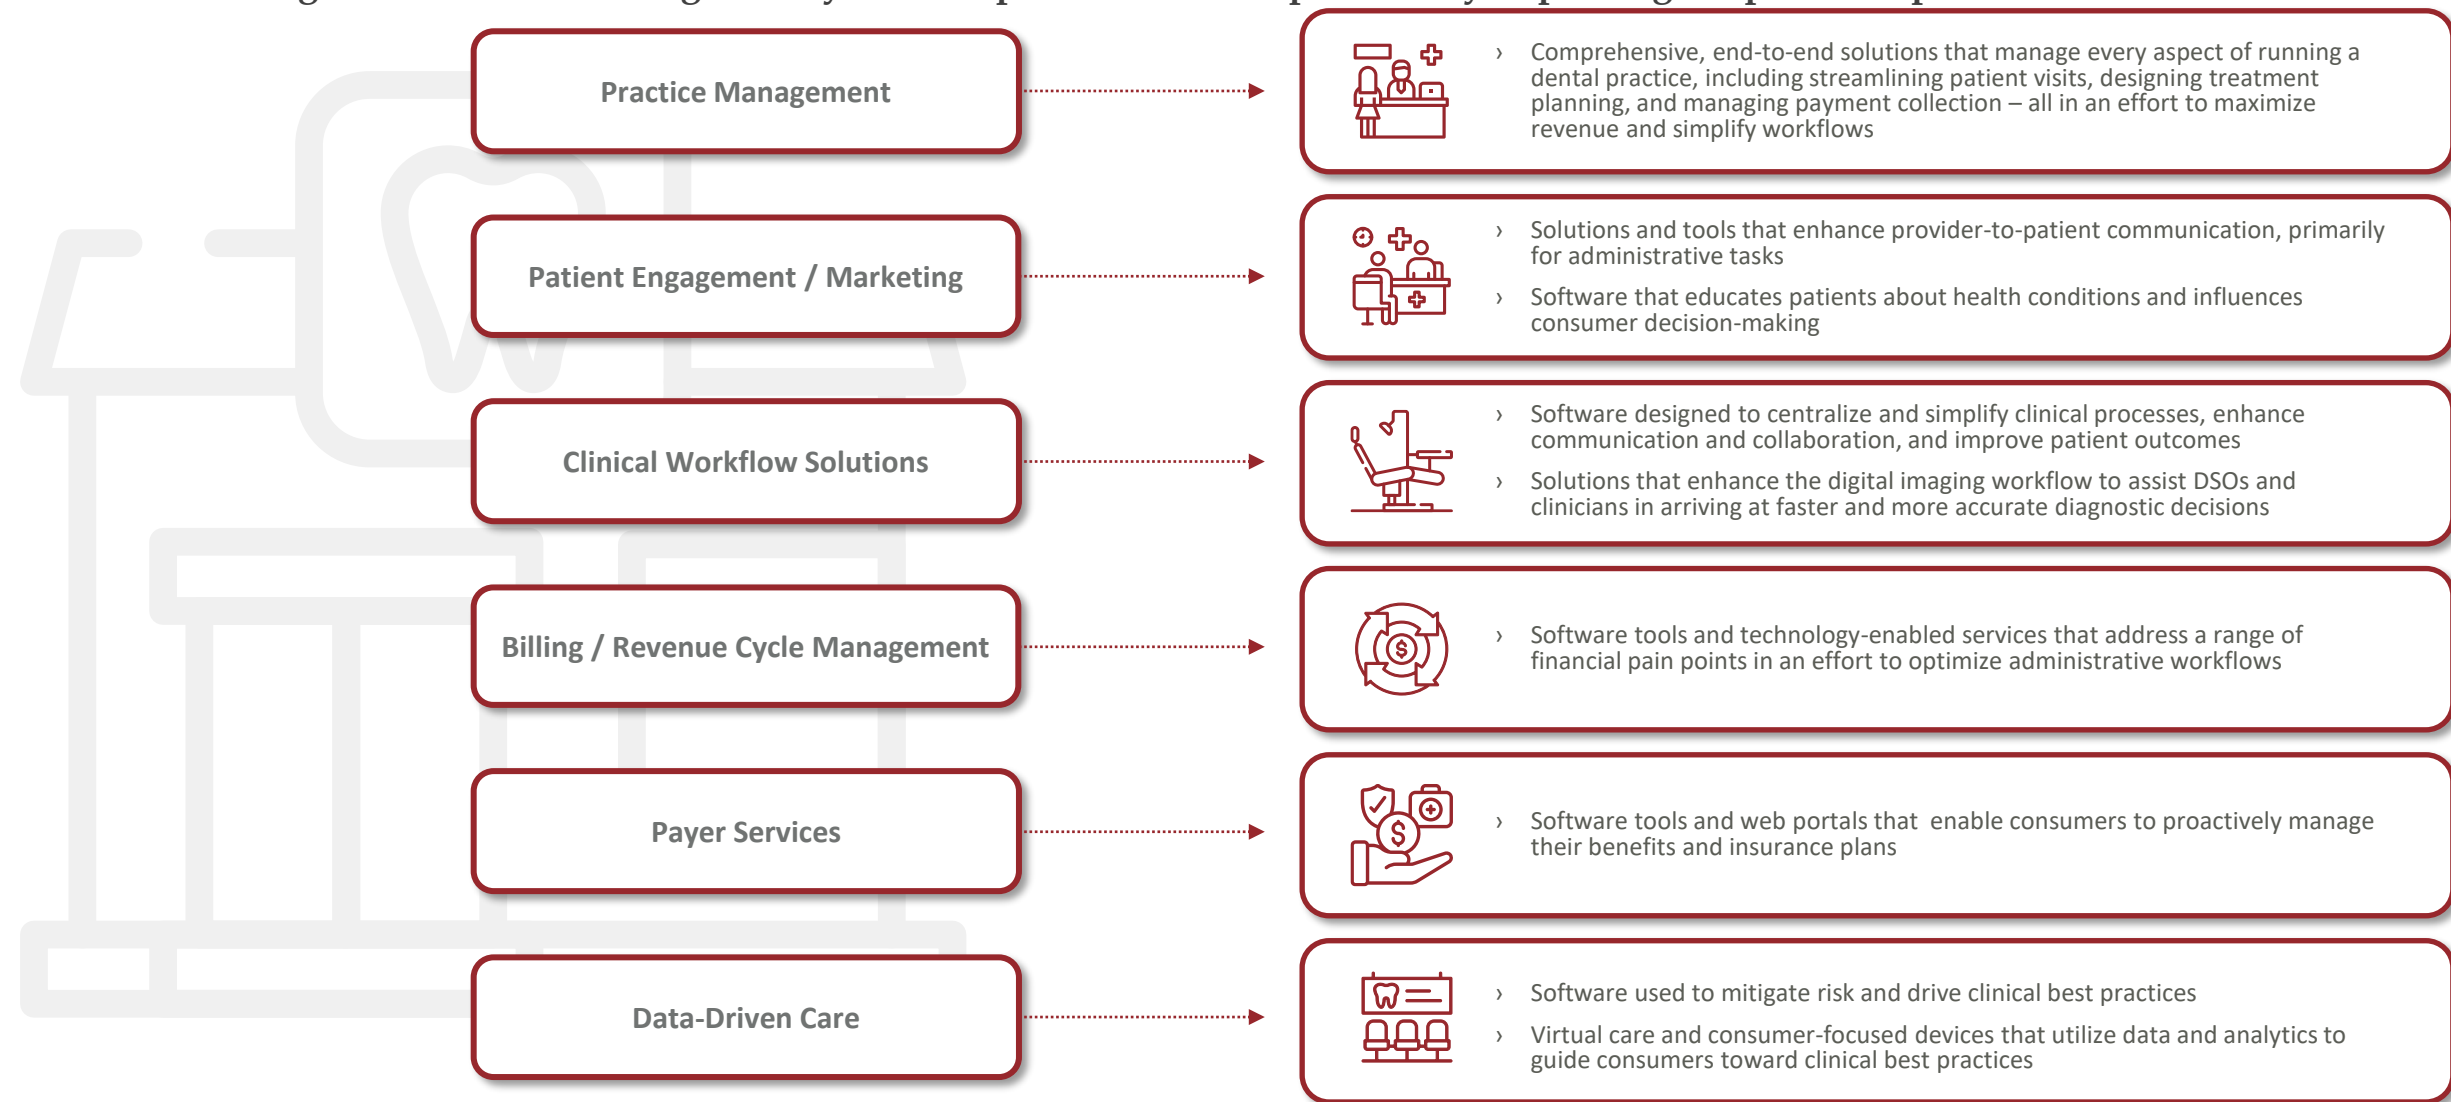 Practice Management
› Comprehensive, end-to-end solutions that manage every aspect of running a
dental practice, including streamlining patient visits, designing treatment
planning, and managing payment collection – all in an effort to maximize
revenue and simplify workflows
Patient Engagement / Marketing
› Solutions and tools that enhance provider-to-patient communication, primarily
for administrative tasks
› Software that educates patients about health conditions and influences
consumer decision-making
Clinical Workflow Solutions
› Software designed to centralize and simplify clinical processes, enhance
communication and collaboration, and improve patient outcomes
› Solutions that enhance the digital imaging workflow to assist DSOs and
clinicians in arriving at faster and more accurate diagnostic decisions
Billing / Revenue Cycle Management
› Software tools and technology-enabled services that address a range of
financial pain points in an effort to optimize administrative workflows
Payer Services
› Software tools and web portals that enable consumers to proactively manage
their benefits and insurance plans
Data-Driven Care
› Software used to mitigate risk and drive clinical best practices
› Virtual care and consumer-focused devices that utilize data and analytics to
guide consumers toward clinical best practices